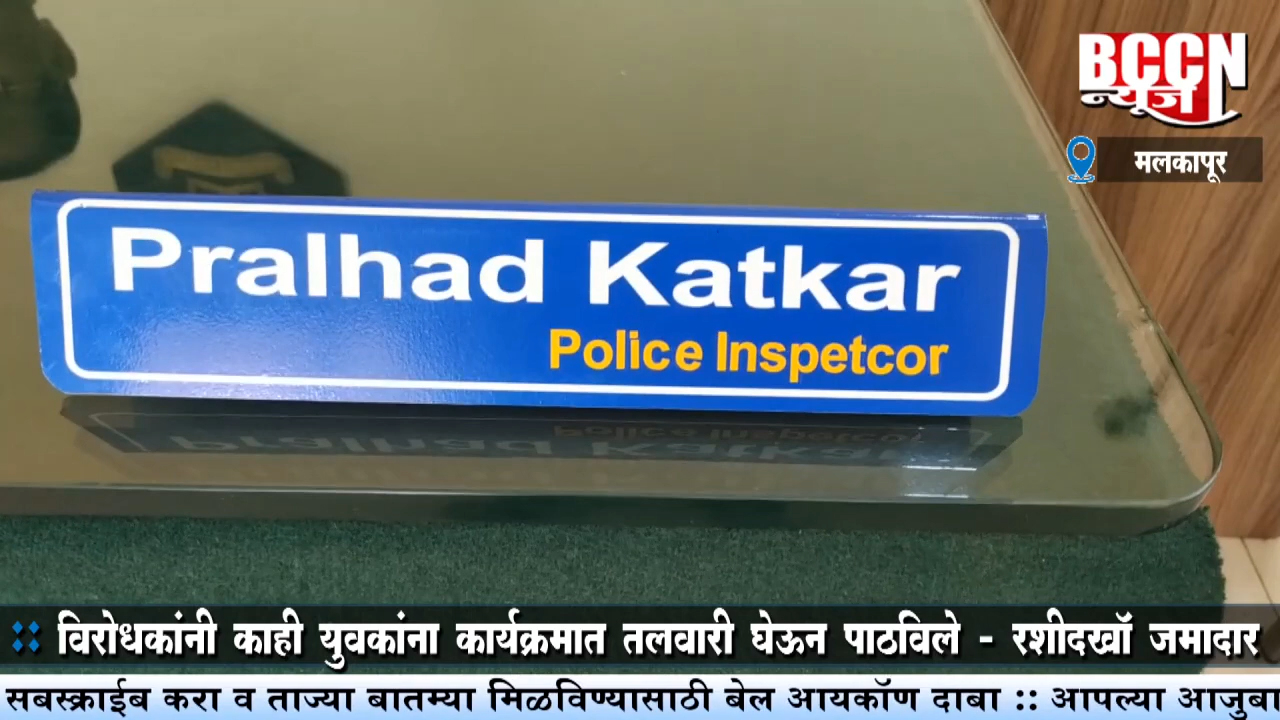 BCCN
न्यूज
मलकापूर
Pralhad Katkar
Police Inspetcor
:: विरोधकांनी काही युवकांना कार्यक्रमात तलवारी घेऊन पाठविले - रशीदखाॅं जमादार
सबस्क्राईब करा व ताज्या बातम्या मिळविण्यासाठी बेल आयकॉण दाबा :: आपल्या आजुबा